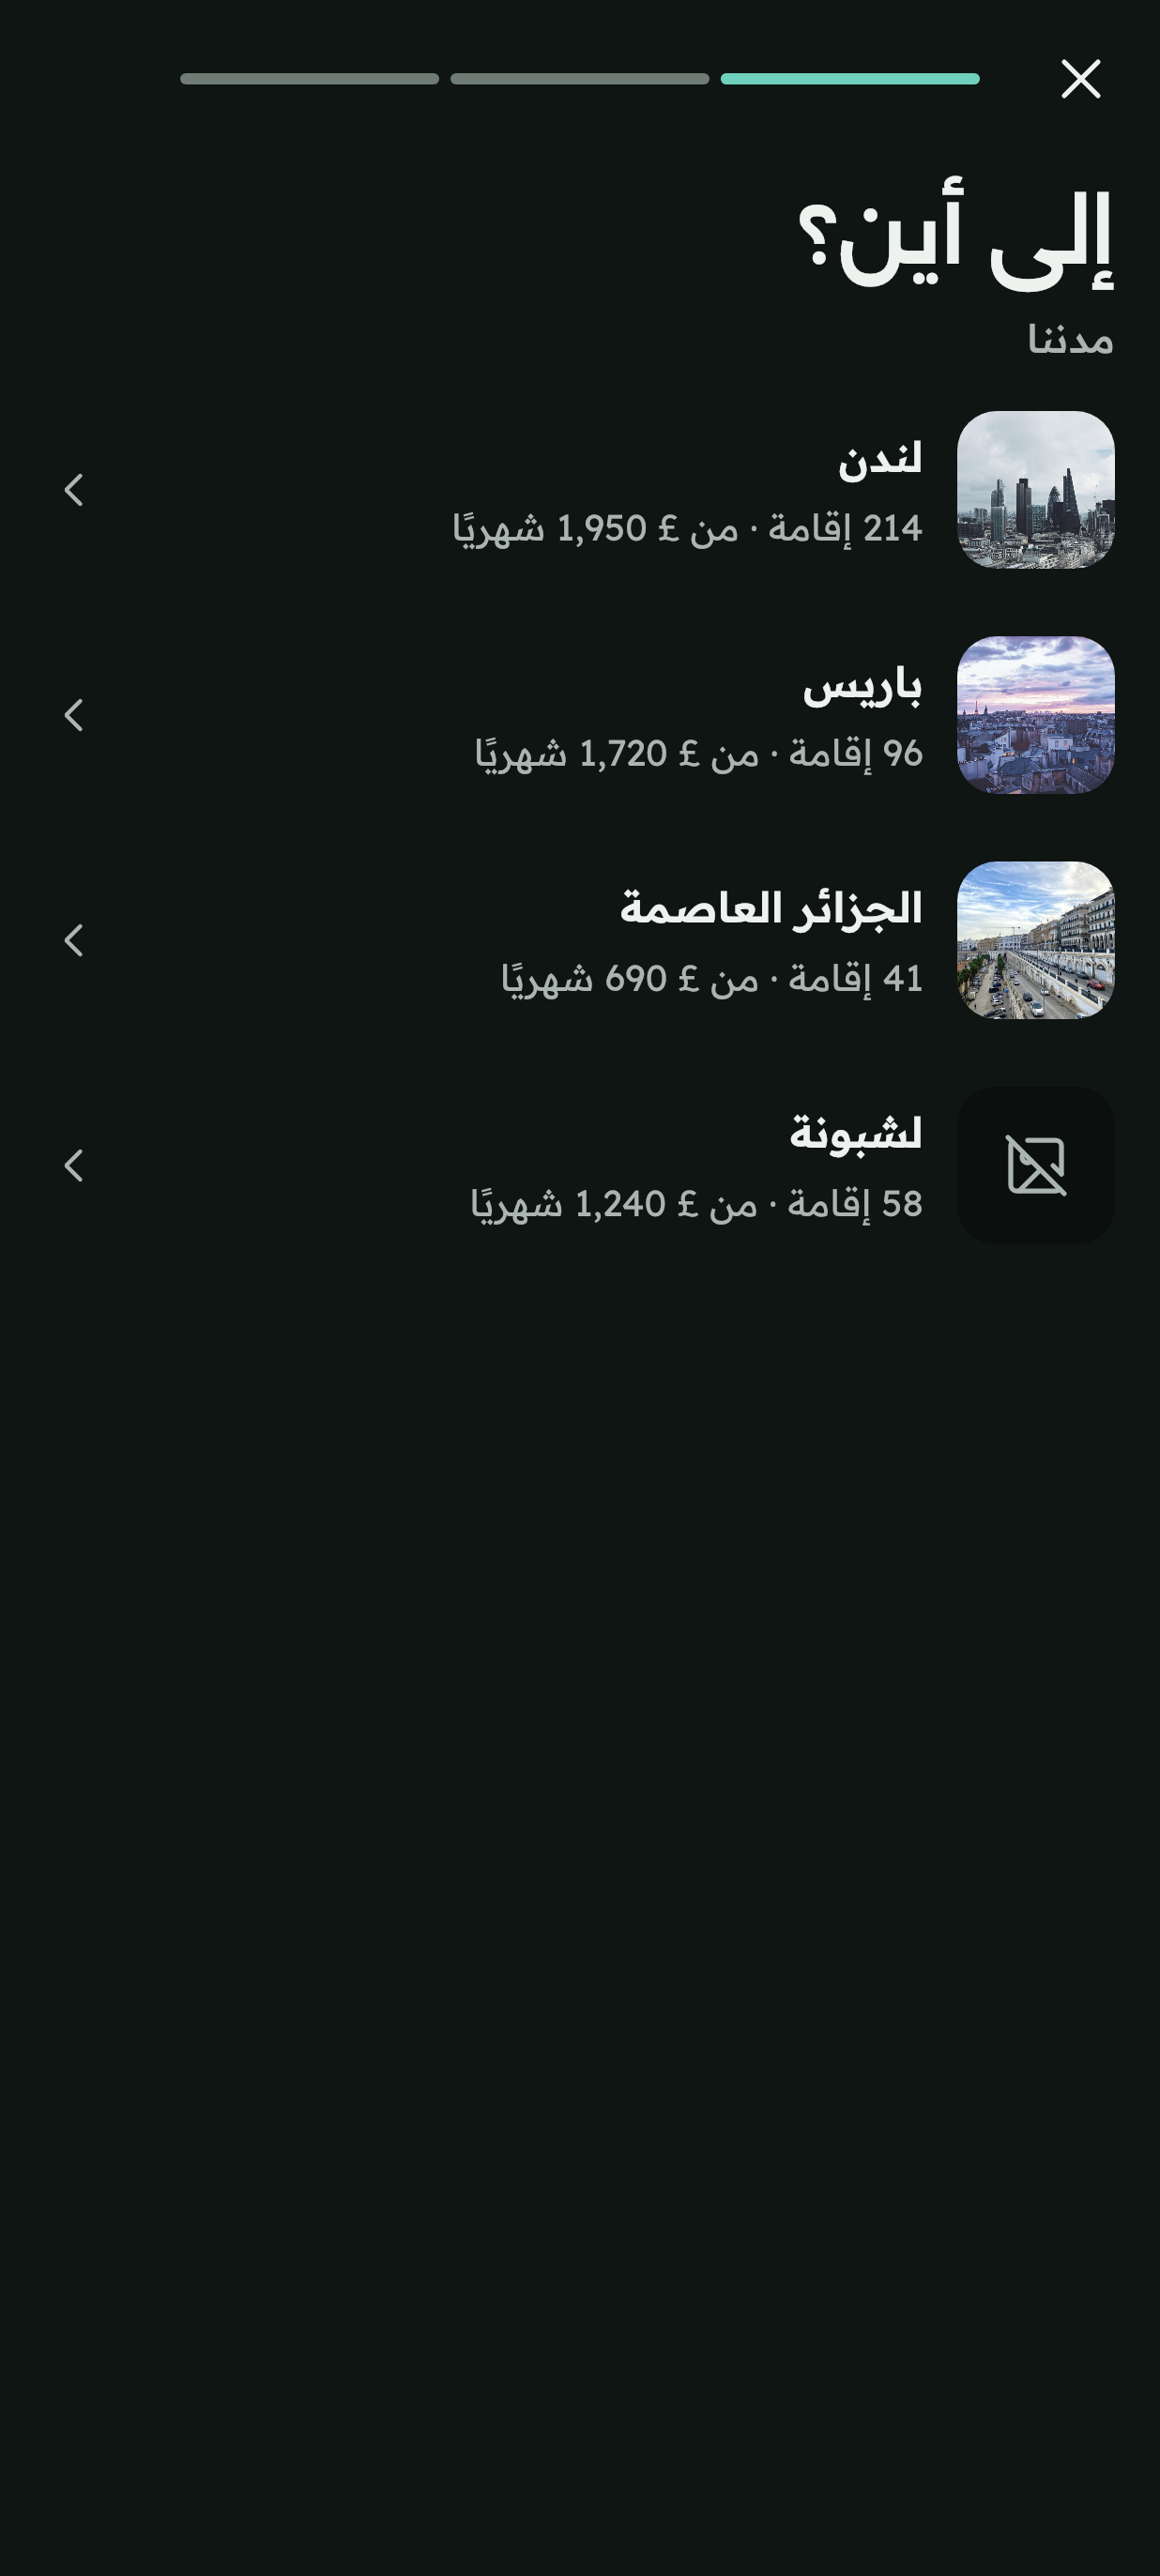 إلى أين؟
مدننا
لندن
214 إقامة · من £ 1,950 شهريًا
باريس
96 إقامة · من £ 1,720 شهريًا
الجزائر العاصمة
41 إقامة · من £ 690 شهريًا
لشبونة
58 إقامة · من £ 1,240 شهريًا